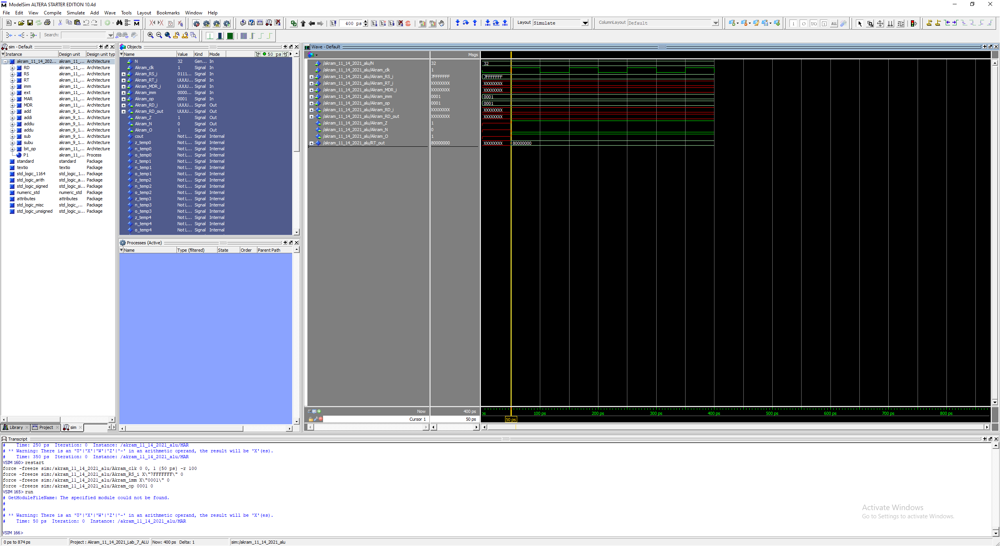 ModelSim ALTERA STARTER EDITION 10.4d
File Edit View Compile Simulate Add Wave Tools Layout Bookmarks Window Help
400 ps
Layout Simulate
ColumnLayout Default
Search:
sim - Default
Instance Design unit Design unit typ
akram_11_14_202... akram_11_... Architecture
RD akram_11_... Architecture
RS akram_11_... Architecture
RT akram_11_... Architecture
imm akram_11_... Architecture
ext akram_11_... Architecture
MAR akram_11_... Architecture
MDR akram_11_... Architecture
add akram_9_1... Architecture
addi akram_9_1... Architecture
addiu akram_9_1... Architecture
addu akram_9_1... Architecture
sub akram_9_1... Architecture
subu akram_9_1... Architecture
bit_op akram_11_... Architecture
P1 akram_11_... Process
standard standard Package
textio textio Package
std_logic_1164 std_logic_1... Package
std_logic_arith std_logic_a... Package
std_logic_signed std_logic_si... Package
numeric_std numeric_std Package
attributes attributes Package
std_logic_misc std_logic_... Package
std_logic_unsigned std_logic_u... Package
Library Project sim
Objects
Name Value Kind Mode 50 ps
N 32 Gen... In
Akram_clk 1 Signal In
Akram_RS_i 0111... Signal In
Akram_RT_i UUUU... Signal In
Akram_MDR_i UUUU... Signal In
Akram_imm 0000... Signal In
Akram_op 0001 Signal In
Akram_RD_i UUUU... Signal Out
Akram_RD_out UUUU... Signal Out
Akram_Z 1 Signal Out
Akram_N 0 Signal Out
Akram_O 1 Signal Out
cout Not L... Signal Internal
z_temp0 Not L... Signal Internal
n_temp0 Not L... Signal Internal
o_temp0 Not L... Signal Internal
z_temp1 Not L... Signal Internal
n_temp1 Not L... Signal Internal
o_temp1 Not L... Signal Internal
z_temp2 Not L... Signal Internal
n_temp2 Not L... Signal Internal
o_temp2 Not L... Signal Internal
z_temp3 Not L... Signal Internal
n_temp3 Not L... Signal Internal
o_temp3 Not L... Signal Internal
z_temp4 Not L... Signal Internal
n_temp4 Not L... Signal Internal
o_temp4 Not L... Signal Internal
Processes (Active)
Name Type (filtered) State Order Parent Path
Wave - Default
Msgs
/akram_11_14_2021_alu/N 32 32
/akram_11_14_2021_alu/Akram_clk 1
/akram_11_14_2021_alu/Akram_RS_i 7FFFFFFF 7FFFFFFF
/akram_11_14_2021_alu/Akram_RT_i XXXXXXXX XXXXXXXX
/akram_11_14_2021_alu/Akram_MDR_i XXXXXXXX XXXXXXXX
/akram_11_14_2021_alu/Akram_imm 0001 0001
/akram_11_14_2021_alu/Akram_op 0001 0001
/akram_11_14_2021_alu/Akram_RD_i XXXXXXXX XXXXXXXX
/akram_11_14_2021_alu/Akram_RD_out XXXXXXXX XXXXXXXX
/akram_11_14_2021_alu/Akram_Z 1
/akram_11_14_2021_alu/Akram_N 0
/akram_11_14_2021_alu/Akram_O 1
/akram_11_14_2021_alu/RT_out 80000000 XXXXXXXX 80000000
Now 400 ps ps 100 ps 200 ps 300 ps 400 ps 500 ps 600 ps 700 ps 800 ps
Cursor 1 50 ps 50 ps
Transcript
# Time: 250 ps Iteration: 0 Instance: /akram_11_14_2021_alu/MAR
# ** Warning: There is an 'U'|'X'|'W'|'Z'|'-' in an arithmetic operand, the result will be 'X'(es).
# Time: 350 ps Iteration: 0 Instance: /akram_11_14_2021_alu/MAR
VSIM 160> restart
force -freeze sim:/akram_11_14_2021_alu/Akram_clk 0 0, 1 {50 ps} -r 100
force -freeze sim:/akram_11_14_2021_alu/Akram_RS_i X\"7FFFFFFF\" 0
force -freeze sim:/akram_11_14_2021_alu/Akram_imm X\"0001\" 0
force -freeze sim:/akram_11_14_2021_alu/Akram_op 0001 0
VSIM 165> run
# GetModuleFileName: The specified module could not be found.
#
#
# ** Warning: There is an 'U'|'X'|'W'|'Z'|'-' in an arithmetic operand, the result will be 'X'(es).
# Time: 50 ps Iteration: 0 Instance: /akram_11_14_2021_alu/MAR
VSIM 166>
Activate Windows
Go to Settings to activate Windows.
0 ps to 874 ps Project : Akram_11_14_2021_Lab_7_ALU Now: 400 ps Delta: 1 sim:/akram_11_14_2021_alu